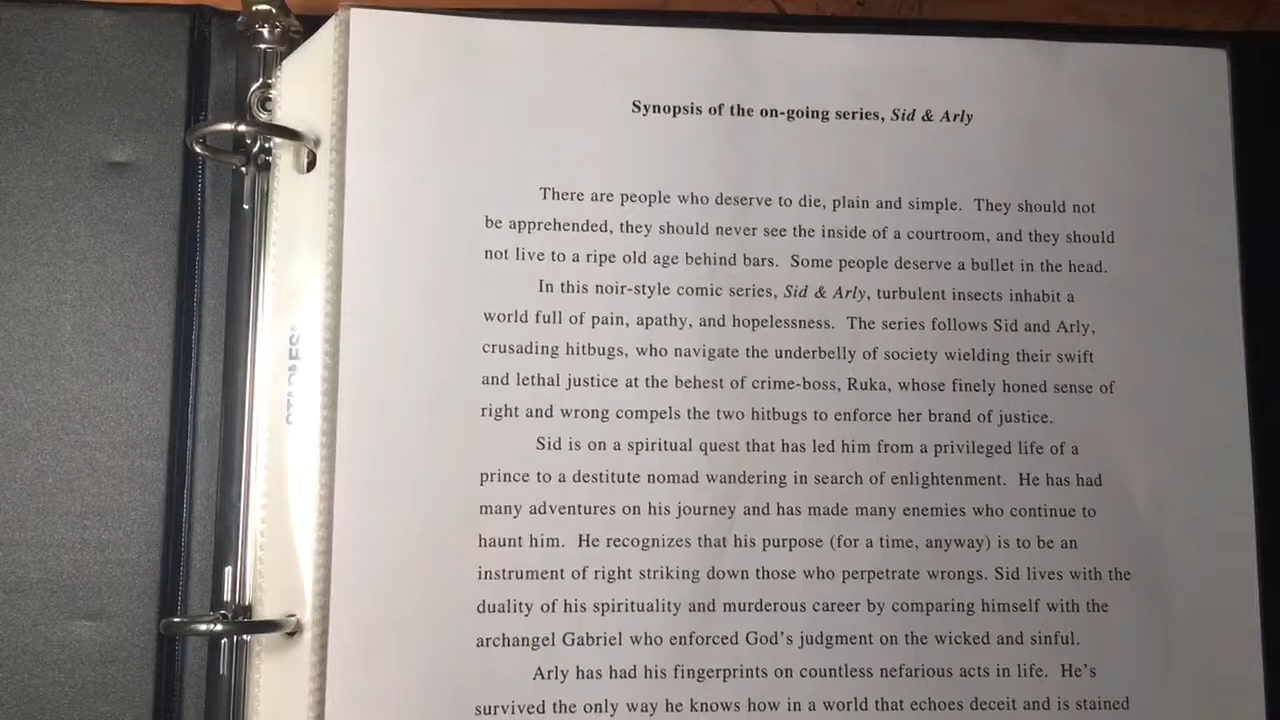 Synopsis of the on-going series, Sid & Arly
There are people who deserve to die, plain and simple. They should not
be apprehended, they should never see the inside of a courtroom, and they should
not live to a ripe old age behind bars. Some people deserve a bullet in the head.
In this noir-style comic series, Sid & Arly, turbulent insects inhabit a
world full of pain, apathy, and hopelessness. The series follows Sid and Arly,
crusading hitbugs, who navigate the underbelly of society wielding their swift
and lethal justice at the behest of crime-boss, Ruka, whose finely honed sense of
right and wrong compels the two hitbugs to enforce her brand of justice.
Sid is on a spiritual quest that has led him from a privileged life of a
prince to a destitute nomad wandering in search of enlightenment. He has had
many adventures on his journey and has made many enemies who continue to
haunt him. He recognizes that his purpose (for a time, anyway) is to be an
instrument of right striking down those who perpetrate wrongs. Sid lives with the
duality of his spirituality and murderous career by comparing himself with the
archangel Gabriel who enforced God's judgment on the wicked and sinful.
Arly has had his fingerprints on countless nefarious acts in life. He's
survived the only way he knows how in a world that echoes deceit and is stained